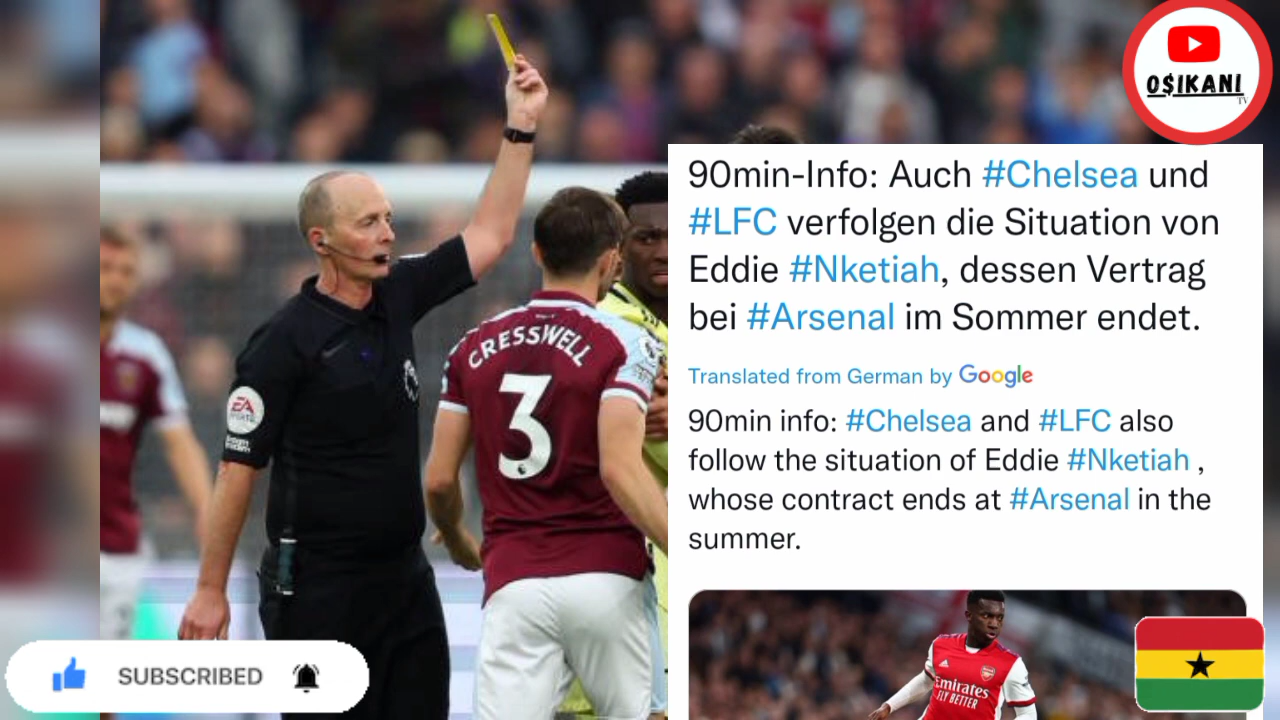 O$IKANI
TV
90min-Info: Auch #Chelsea und
#LFC verfolgen die Situation von
Eddie #Nketiah, dessen Vertrag
bei #Arsenal im Sommer endet.
Translated from German by Google
90min info: #Chelsea and #LFC also
follow the situation of Eddie #Nketiah ,
whose contract ends at #Arsenal in the
summer.
CRESSWELL
3
EA
SPORTS
Emirates
FLY BETTER
SUBSCRIBED